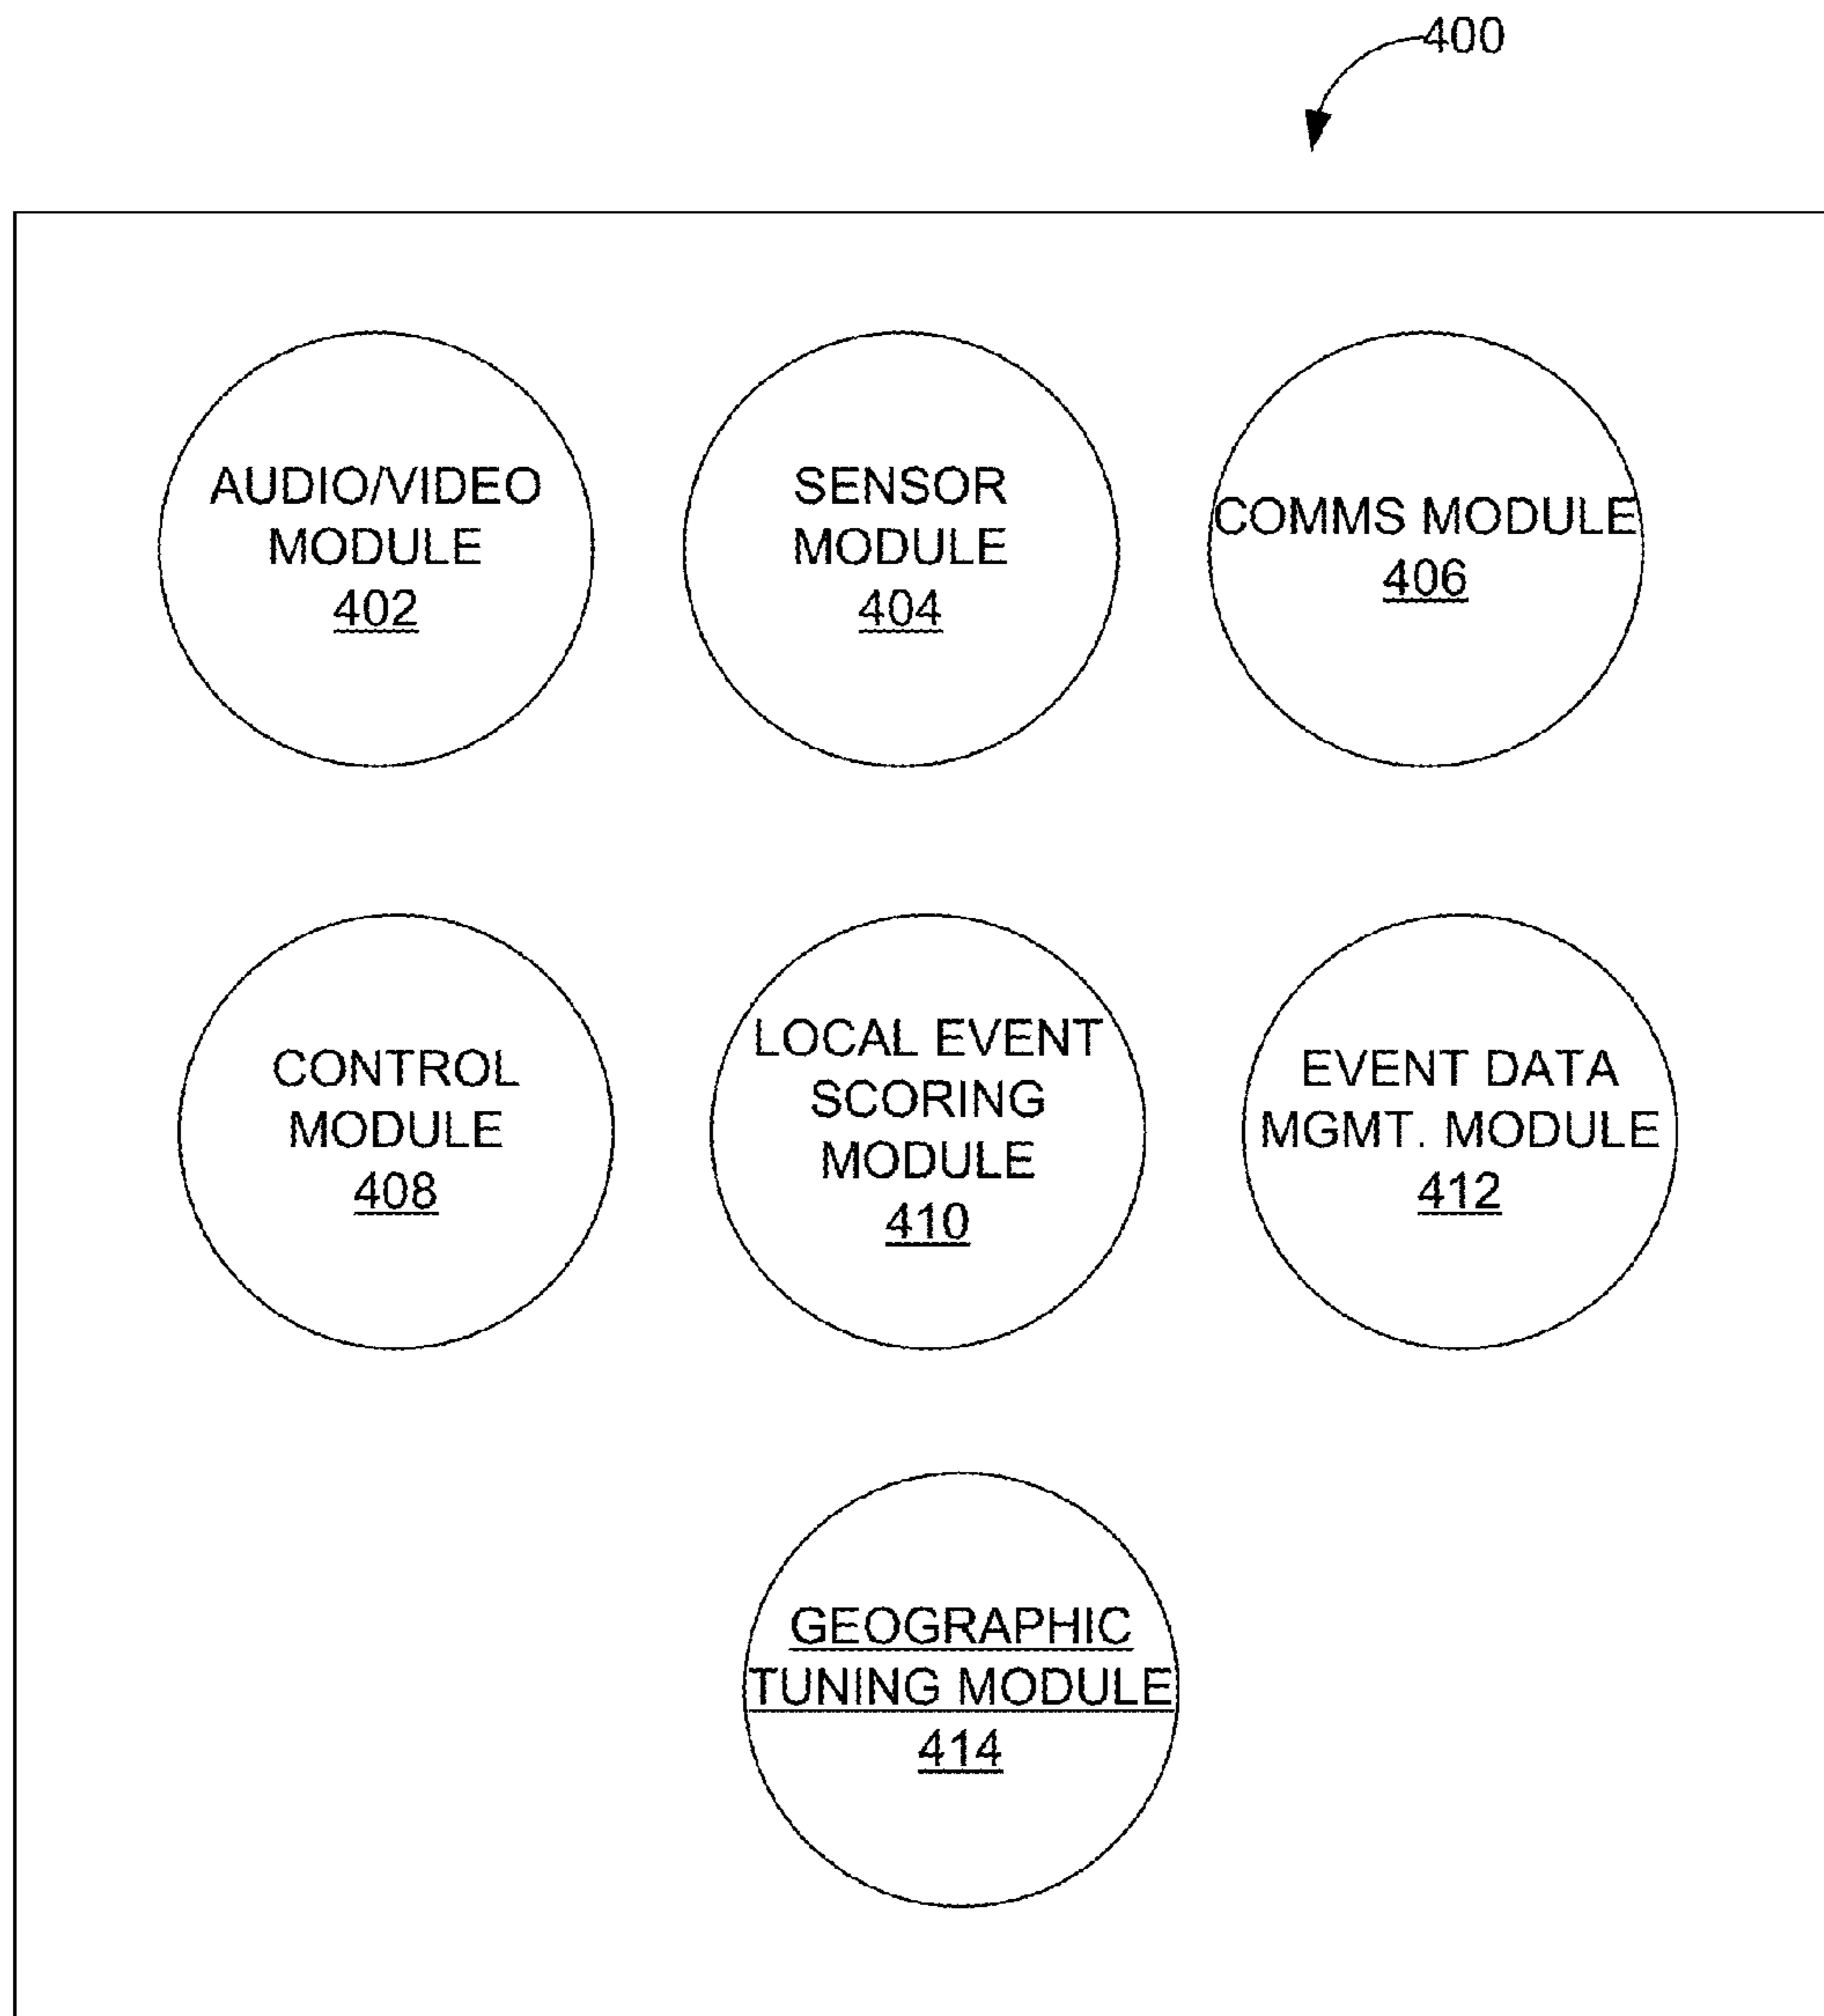 400
AUDIO/VIDEO
MODULE
402
SENSOR
MODULE
404
COMMS MODULE
406
CONTROL
MODULE
408
LOCAL EVENT
SCORING
MODULE
410
EVENT DATA
MGMT. MODULE
412
GEOGRAPHIC
TUNING MODULE
414